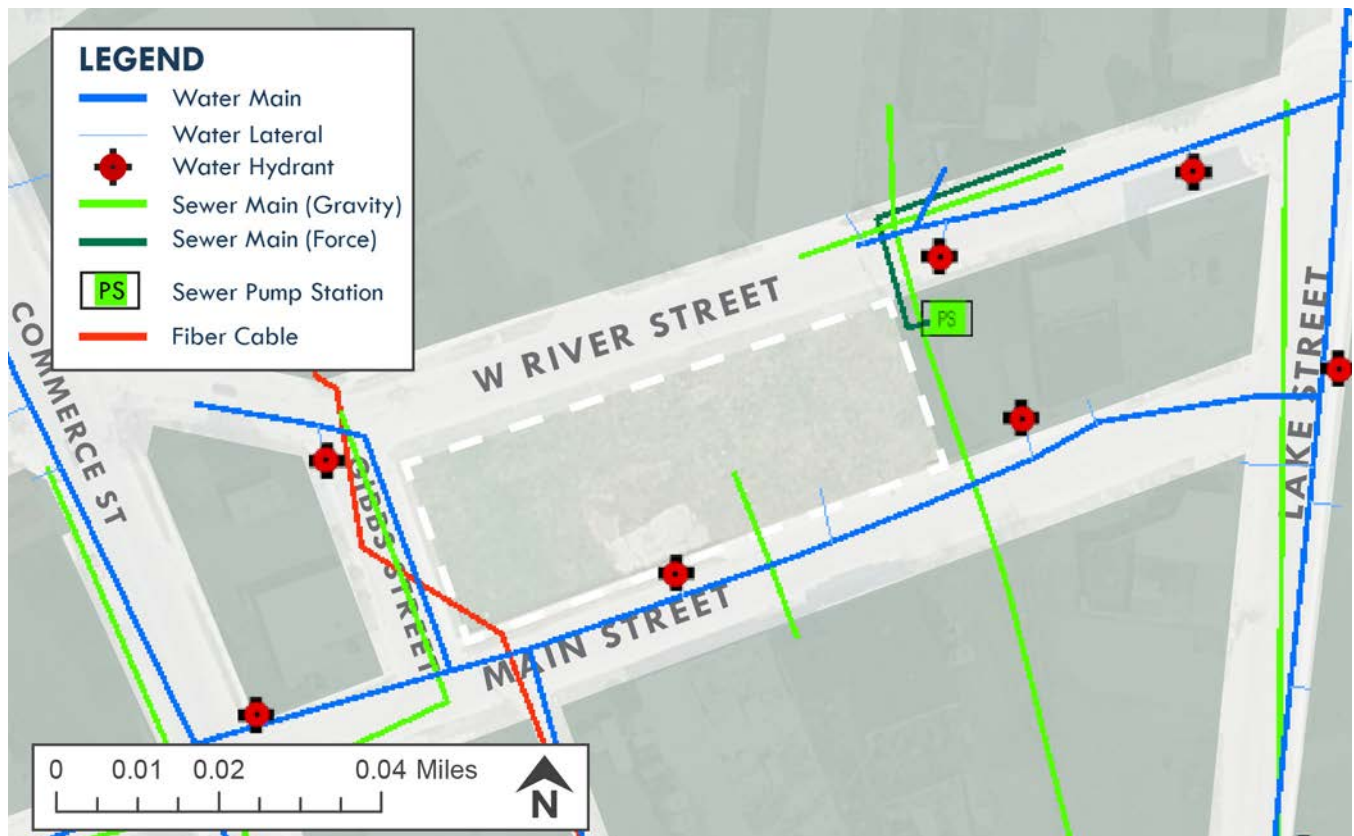 LEGEND
Water Main
Water Lateral
Water Hydrant
Sewer Main (Gravity)
Sewer Main (Force)
PS Sewer Pump Station
Fiber Cable
COMMERCE ST
W RIVER STREET
PS
LAKE STREET
GIBBS STREET
MAIN STREET
0 0.01 0.02 0.04 Miles
N